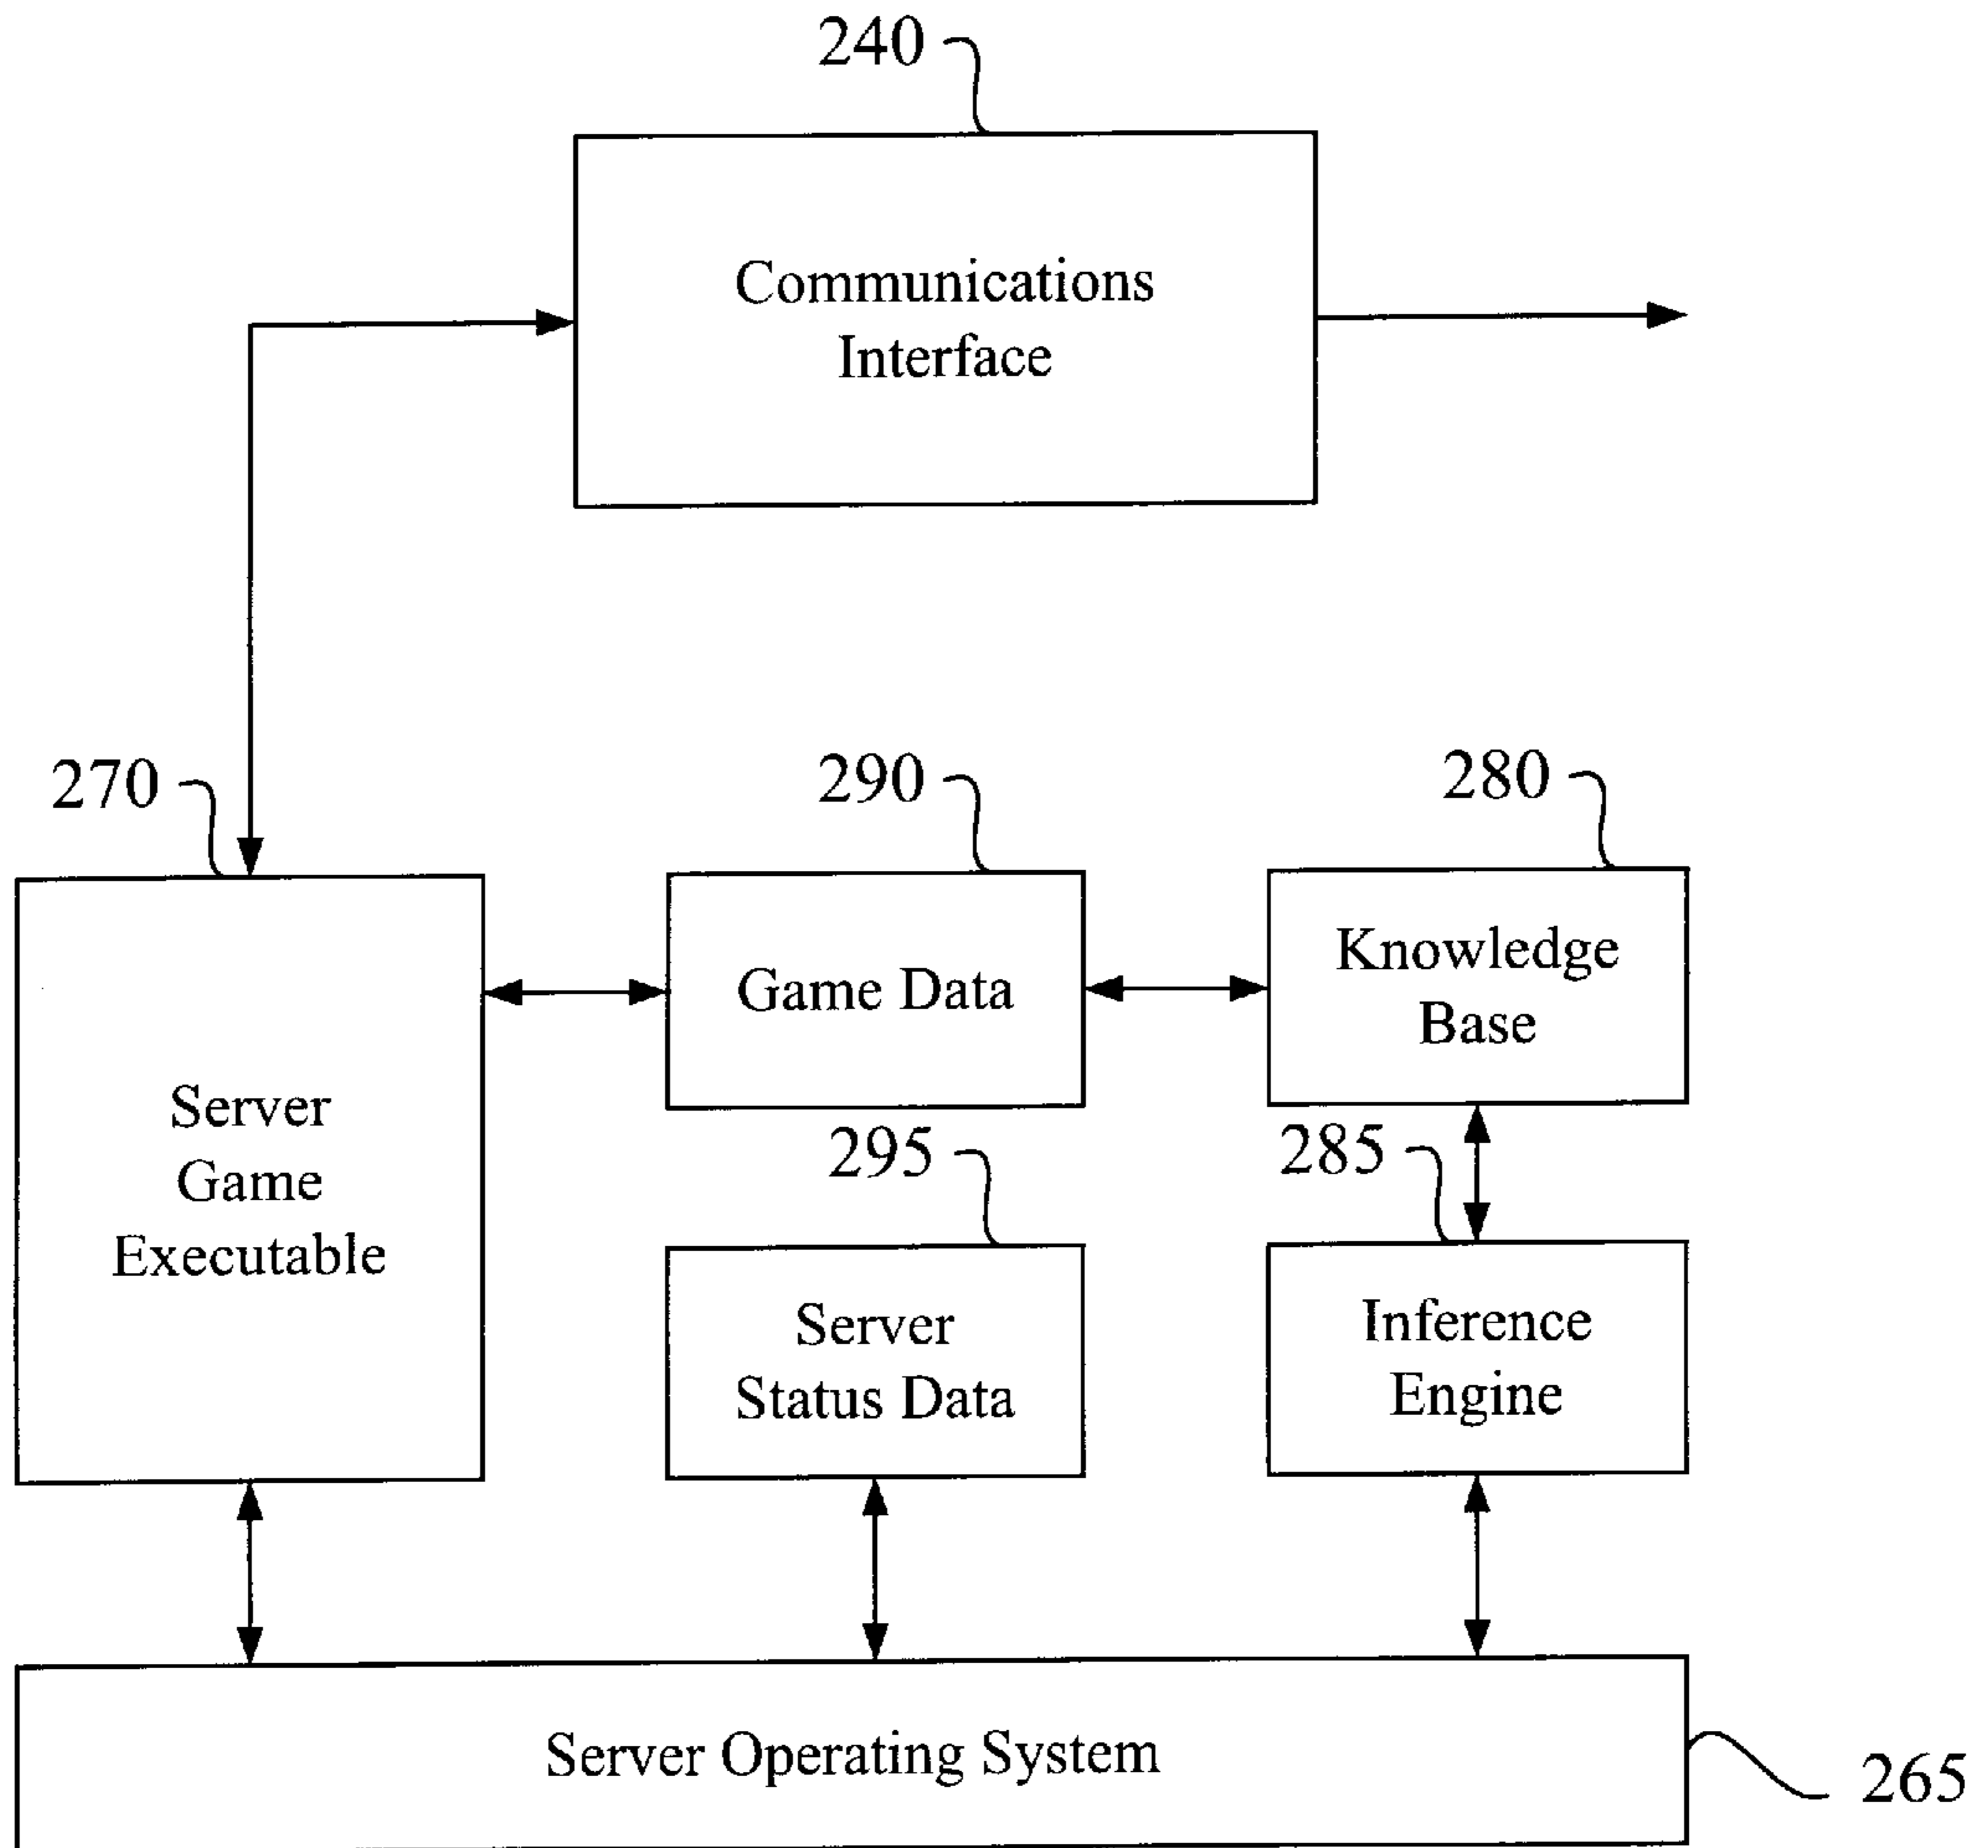 240
Communications
Interface
270
290
280
Server
Game
Executable
Game Data
Knowledge
Base
295
285
Server
Status Data
Inference
Engine
Server Operating System
265